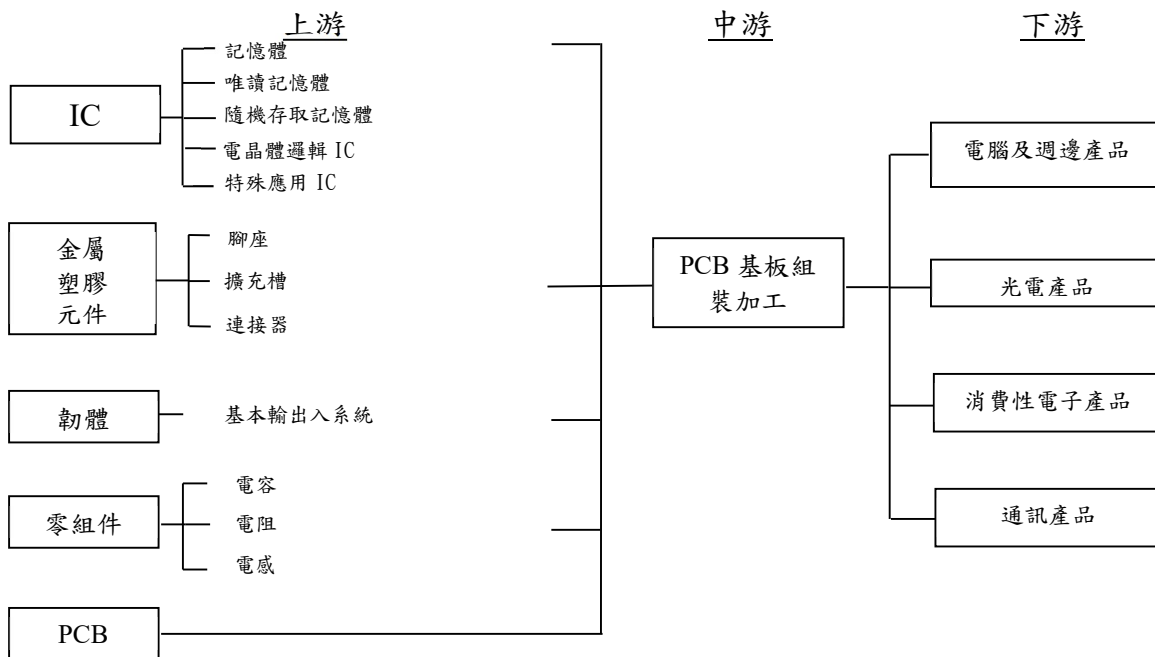 上游
中游
下游
IC
記憶體
唯讀記憶體
隨機存取記憶體
電晶體邏輯 IC
特殊應用 IC
金屬
塑膠
元件
腳座
擴充槽
連接器
韌體
基本輸出入系統
零組件
電容
電阻
電感
PCB
PCB 基板組
裝加工
電腦及週邊產品
光電產品
消費性電子產品
通訊產品